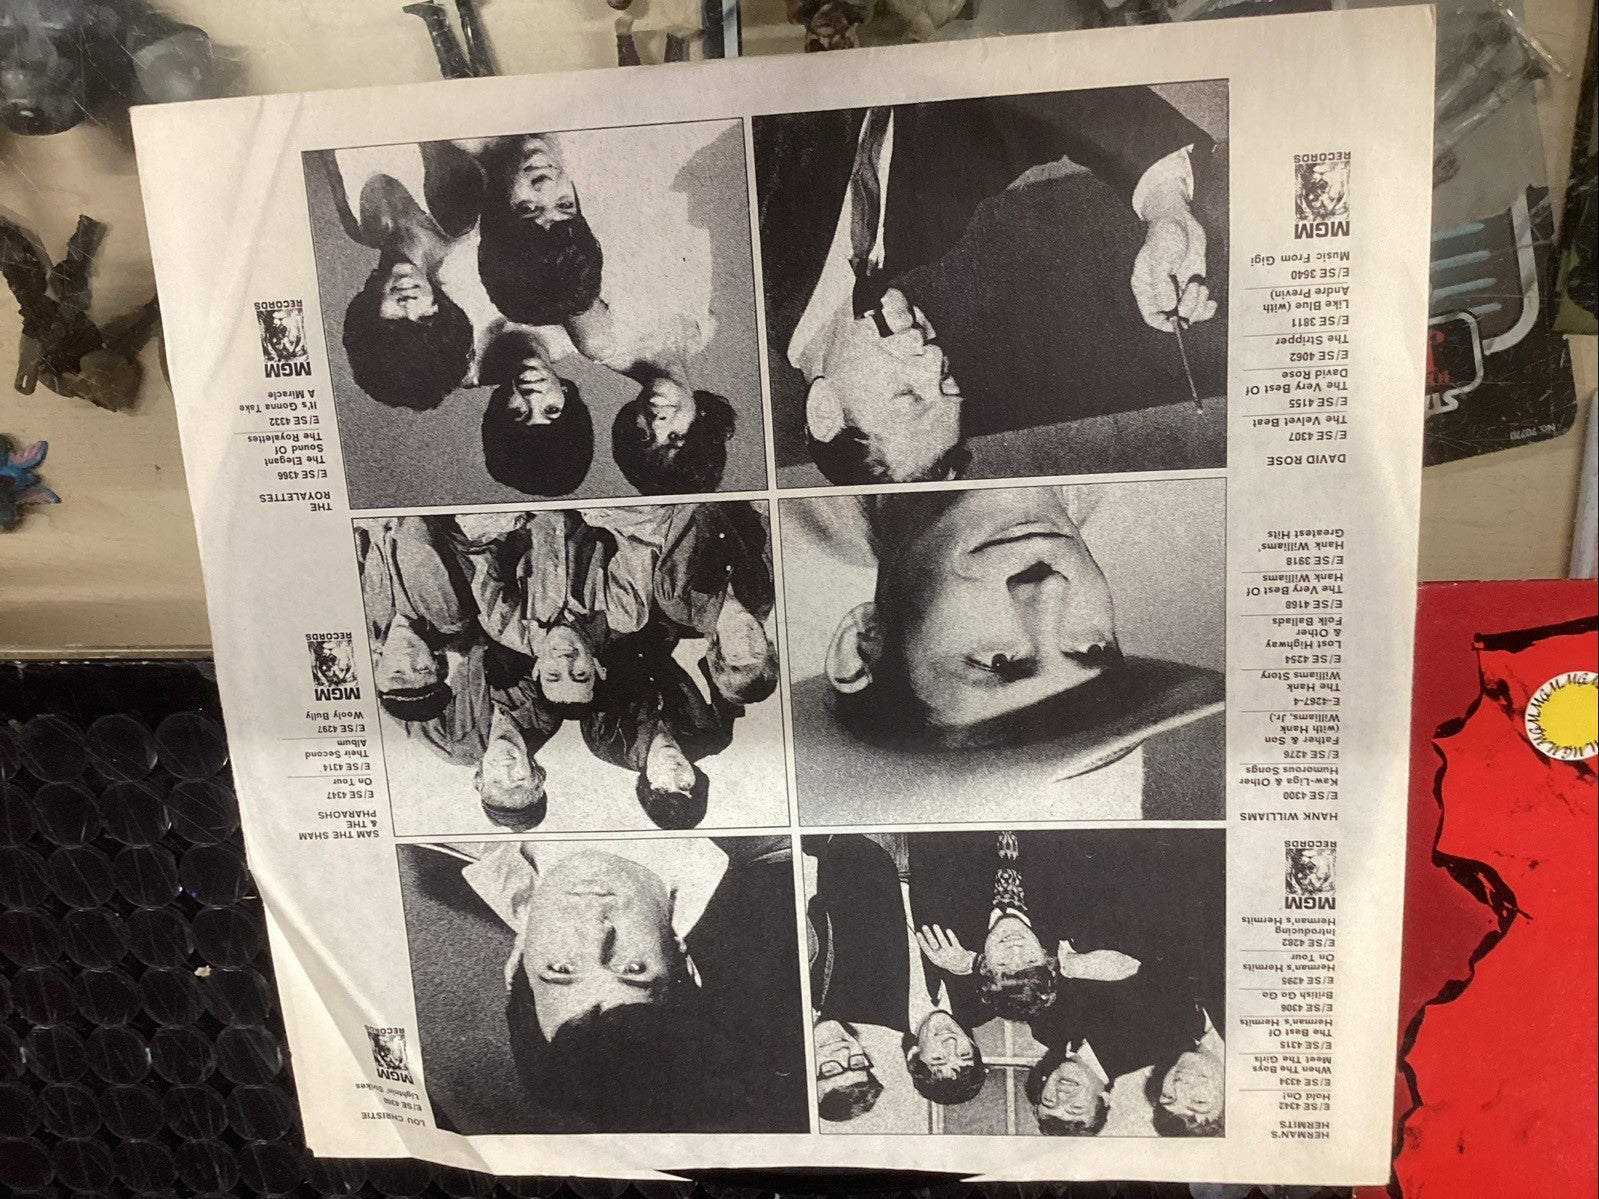 HERMAN'S
HERMITS
E/SE 4342
Hold On!
E/SE 4334
When The Boys
Meet The Girls
E/SE 4315
The Best Of
Herman's Hermits
E/SE 4306
British Go Go
E/SE 4295
Herman's Hermits
On Tour
E/SE 4282
Introducing
Herman's Hermits
MGM
RECORDS
HANK WILLIAMS
E/SE 4300
Kaw-Liga & Other
Humorous Songs
E/SE 4276
Father & Son
(with Hank
Williams, Jr.)
E-4267-4
The Hank
Williams Story
E/SE 4254
Lost Highway
& Other
Folk Ballads
E/SE 4168
The Very Best Of
Hank Williams
E/SE 3918
Hank Williams'
Greatest Hits
DAVID ROSE
E/SE 4307
The Velvet Beat
E/SE 4155
The Very Best Of
David Rose
E/SE 4062
The Stripper
E/SE 3811
Like Blue (with
Andre Previn)
E/SE 3640
Music From Gigi
MGM
RECORDS
LOU CHRISTIE
E/SE
Lightnin' Strikes
MGM
RECORDS
SAM THE SHAM
& THE
PHARAOHS
E/SE 4347
On Tour
E/SE 4314
Their Second
Album
E/SE 4297
Wooly Bully
MGM
RECORDS
THE
ROYALETTES
E/SE 4366
The Elegant
Sound Of
The Royalettes
E/SE 4332
It's Gonna Take
A Miracle
MGM
RECORDS
MGM MGM MGM